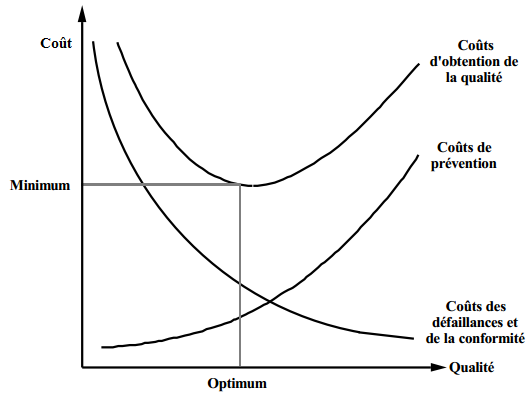 Coût
Coûts
d'obtention de
la qualité
Coûts de
prévention
Minimum
Coûts des
défaillances et
de la conformité
Qualité
Optimum